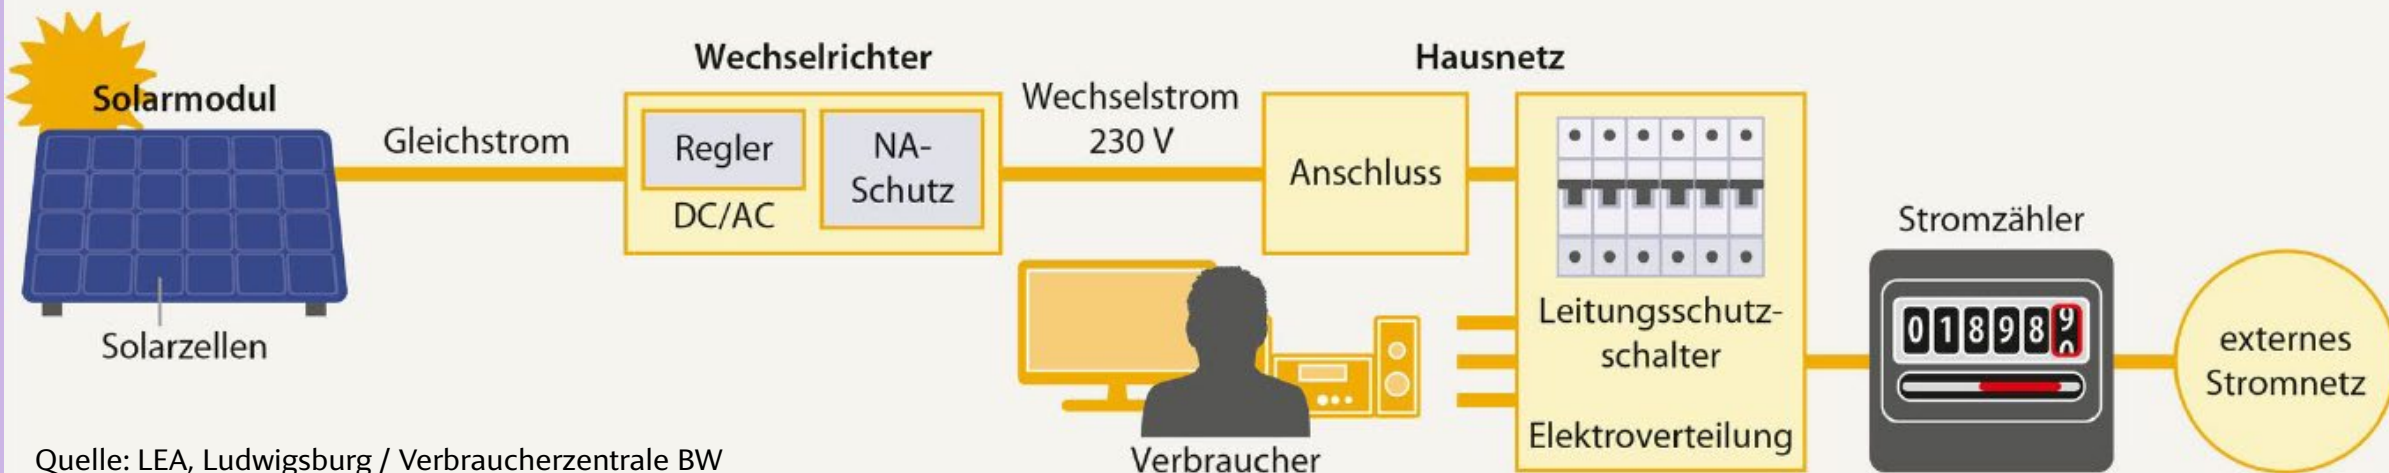 Solarmodul
Solarzellen
Gleichstrom
Wechselrichter
Regler
DC/AC
NA-
Schutz
Wechselstrom
230 V
Hausnetz
Anschluss
Leitungsschutz-
schalter
Elektroverteilung
Verbraucher
Stromzähler
01898
externes
Stromnetz
Quelle: LEA, Ludwigsburg / Verbraucherzentrale BW